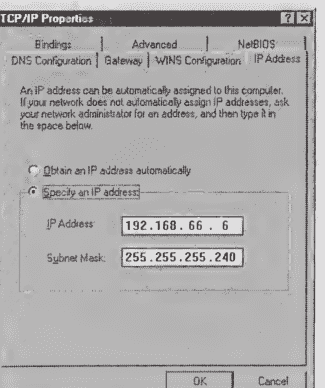 TCP/IP Properties
Bindings Advanced NetBIOS
DNS Configuration Gateway WINS Configuration IP Address
An IP address can be automatically assigned to this computer.
If your network does not automatically assign IP addresses, ask
your network administrator for an address, and then type it in
the space below.
Obtain an IP address automatically
Specify an IP address:
IP Address: 192.168.66 . 6
Subnet Mask: 255.255.255.240
OK Cancel